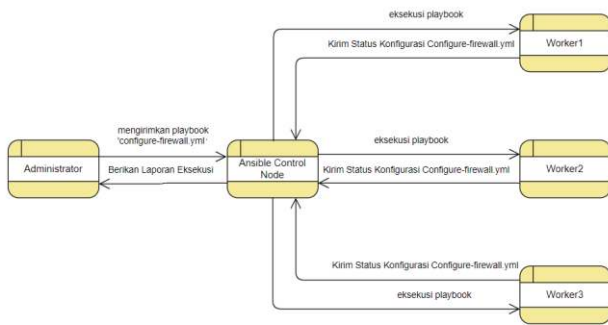 eksekusi playbook
Kirim Status Konfigurasi Configure-firewall.yml
Worker1
mengirimkan playbook
'configure-firewall.yml'
Administrator
Berikan Laporan Eksekusi
Ansible Control
Node
eksekusi playbook
Kirim Status Konfigurasi Configure-firewall.yml
Worker2
Kirim Status Konfigurasi Configure-firewall.yml
eksekusi playbook
Worker3